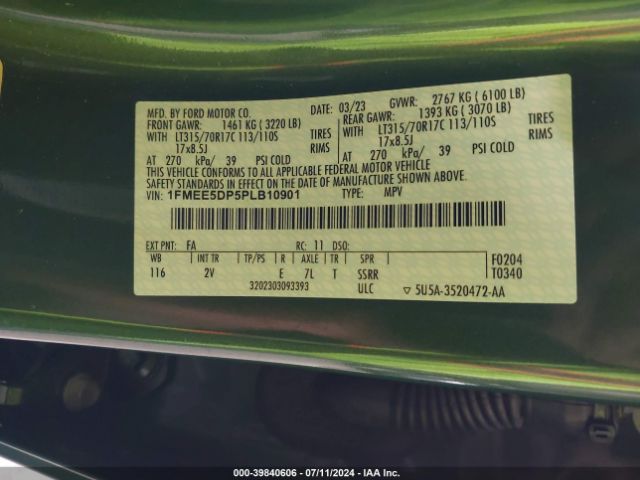 MFD. BY FORD MOTOR CO. DATE: 03/23 GVWR: 2767 KG ( 6100 LB)
FRONT GAWR: 1461 KG ( 3220 LB) REAR GAWR: 1393 KG ( 3070 LB)
WITH LT315/70R17C 113/110S TIRES WITH LT315/70R17C 113/110S TIRES
17x8.5J RIMS 17x8.5J RIMS
AT 270 kPa/ 39 PSI COLD AT 270 kPa/ 39 PSI COLD
THIS VEHICLE CONFORMS TO ALL APPLICABLE FEDERAL MOTOR VEHICLE
SAFETY STANDARDS IN EFFECT ON THE DATE OF MANUFACTURE SHOWN ABOVE.
VIN: 1FMEE5DP5PLB10901 TYPE: MPV
EXT PNT: FA RC: 11 DSO:
WB INT TR TP/PS R AXLE TR SPR F0204
116 2V E 7L T SSRR T0340
3202303093393 ULC ▽ 5U5A-3520472-AA
000-39840606 - 07/11/2024 - IAA Inc.